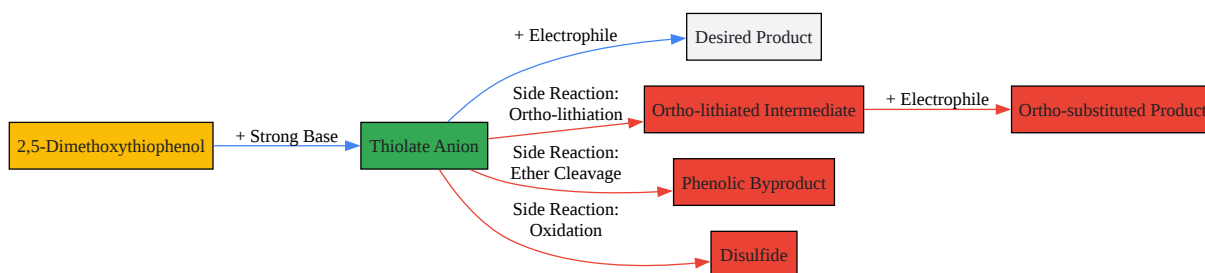 + Electrophile
Desired Product
Side Reaction:
Ortho-lithiation
Ortho-lithiated Intermediate
+ Electrophile
Ortho-substituted Product
2,5-Dimethoxythiophenol
+ Strong Base
Thiolate Anion
Side Reaction:
Ether Cleavage
Phenolic Byproduct
Side Reaction:
Oxidation
Disulfide